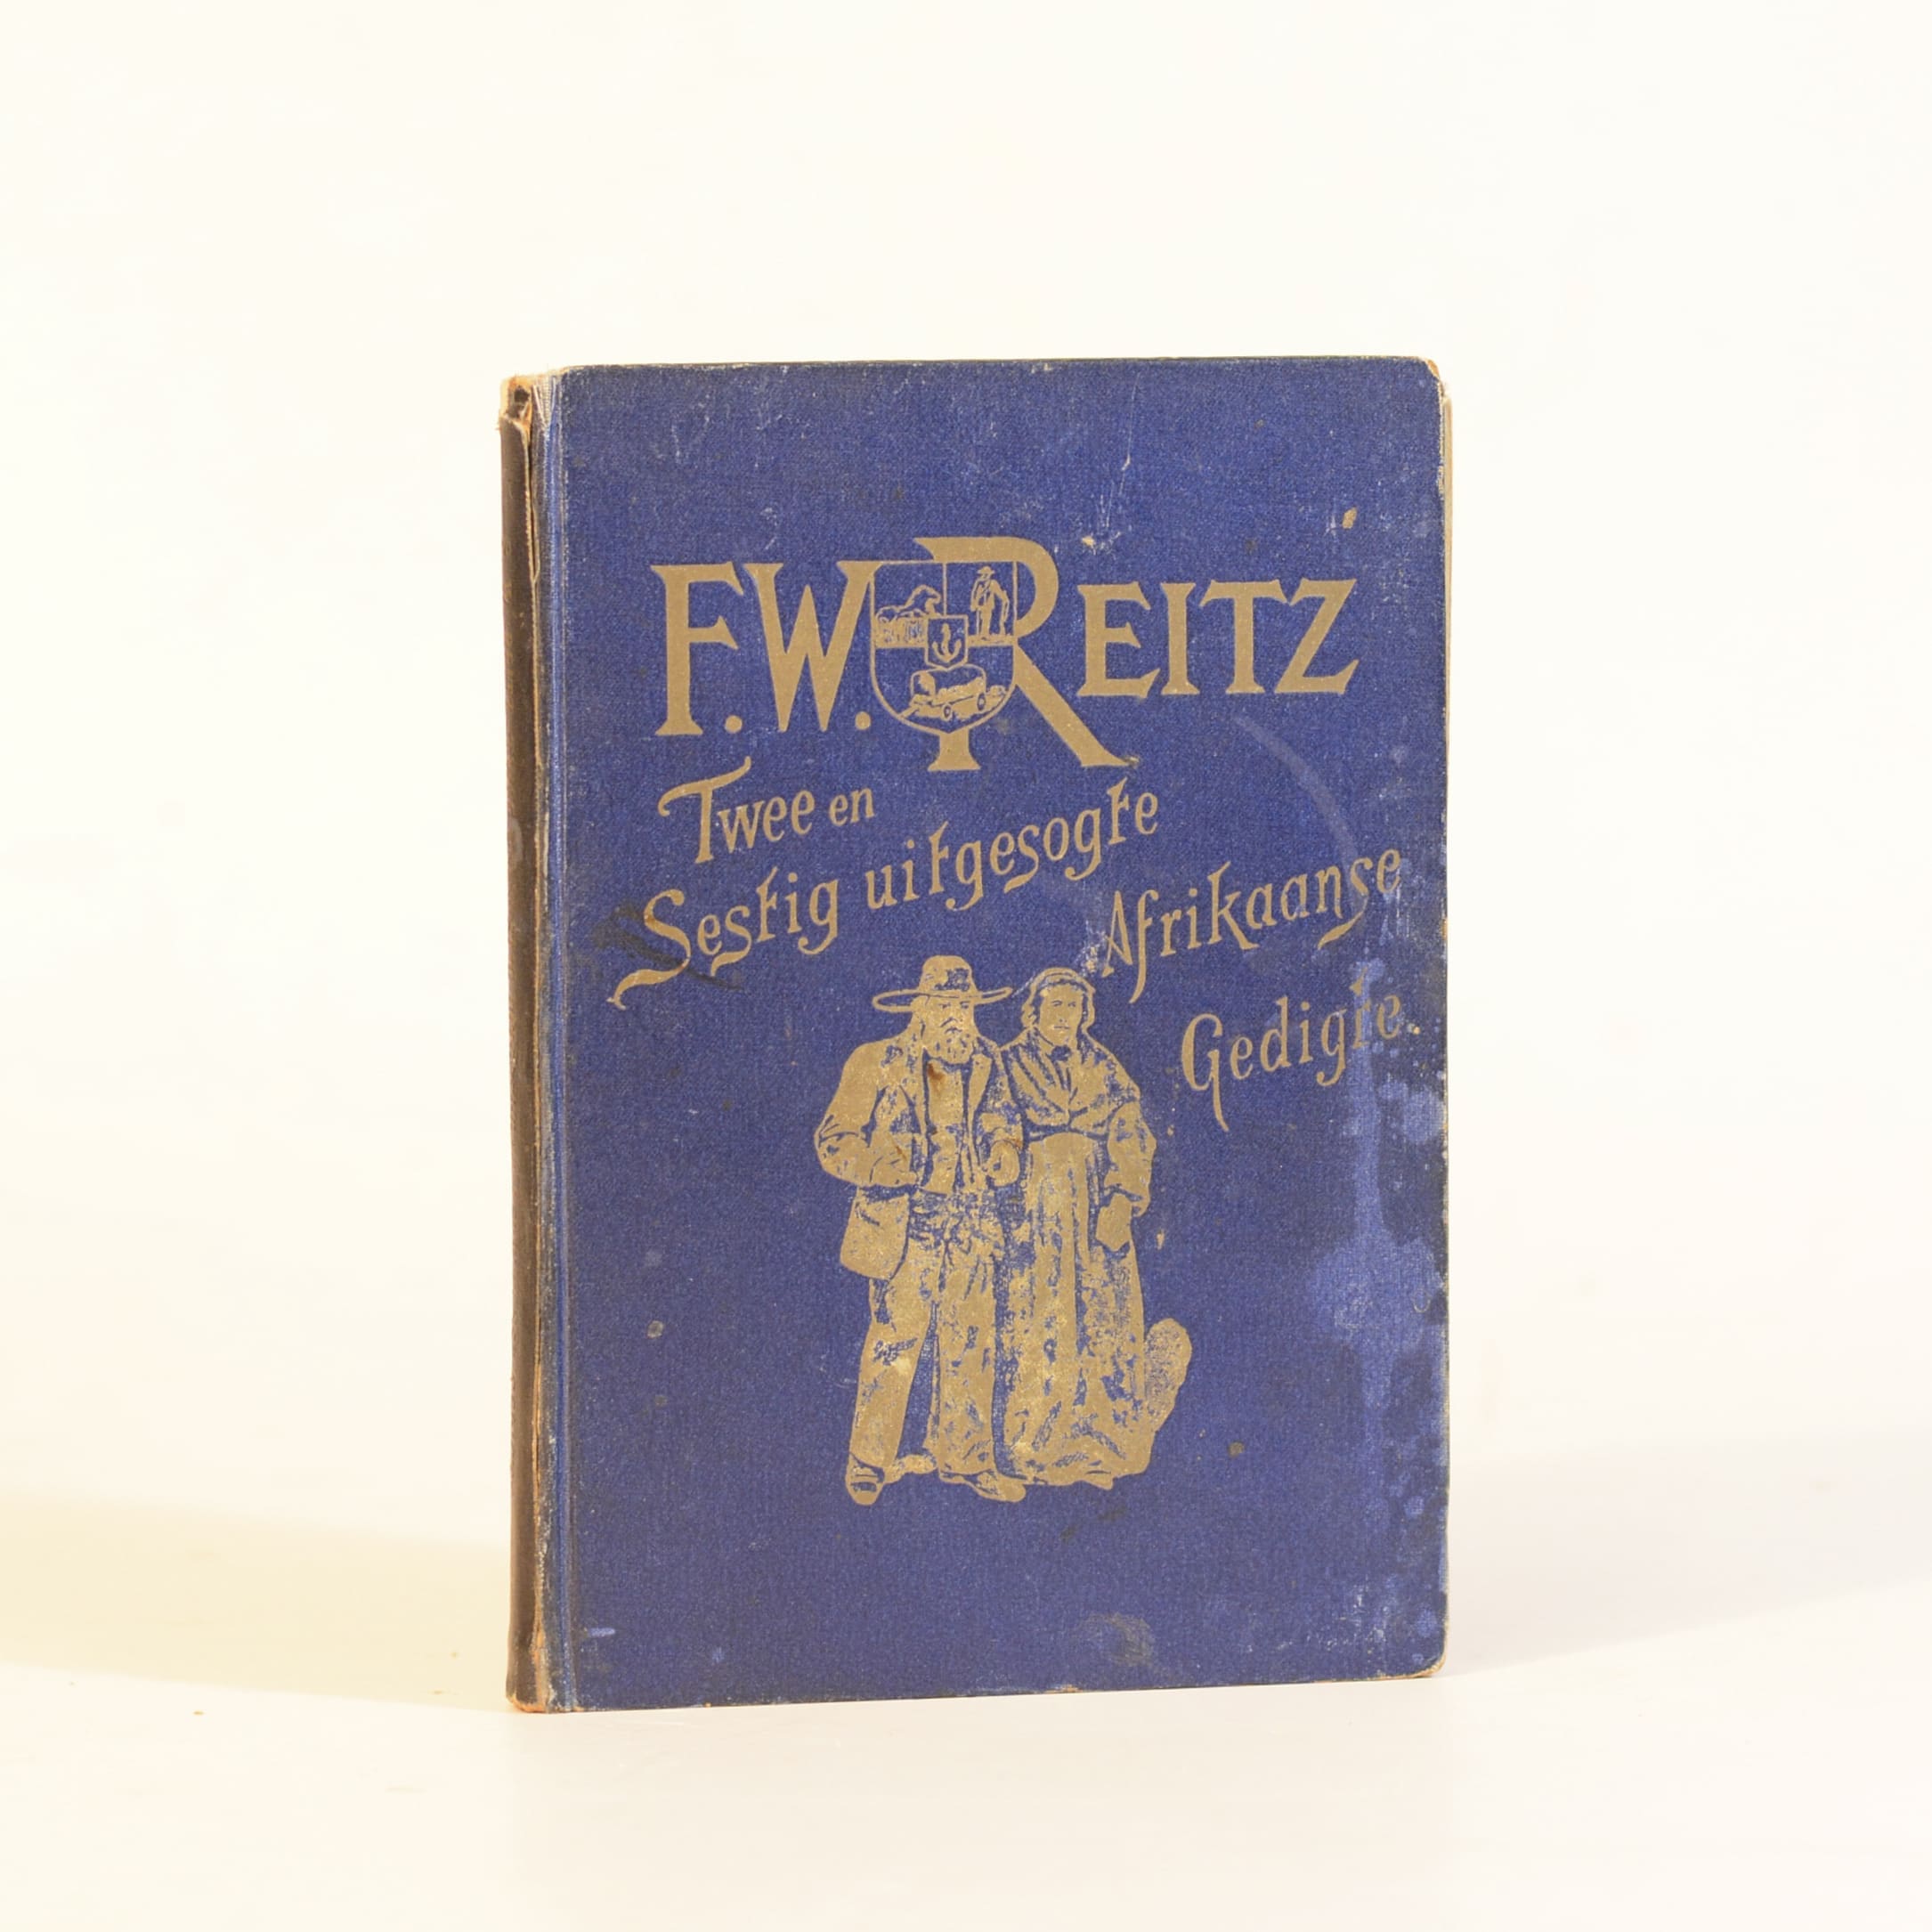 F.W. REITZ
Twee en
Sestig uitgesogte
Afrikaanse
Gedigte